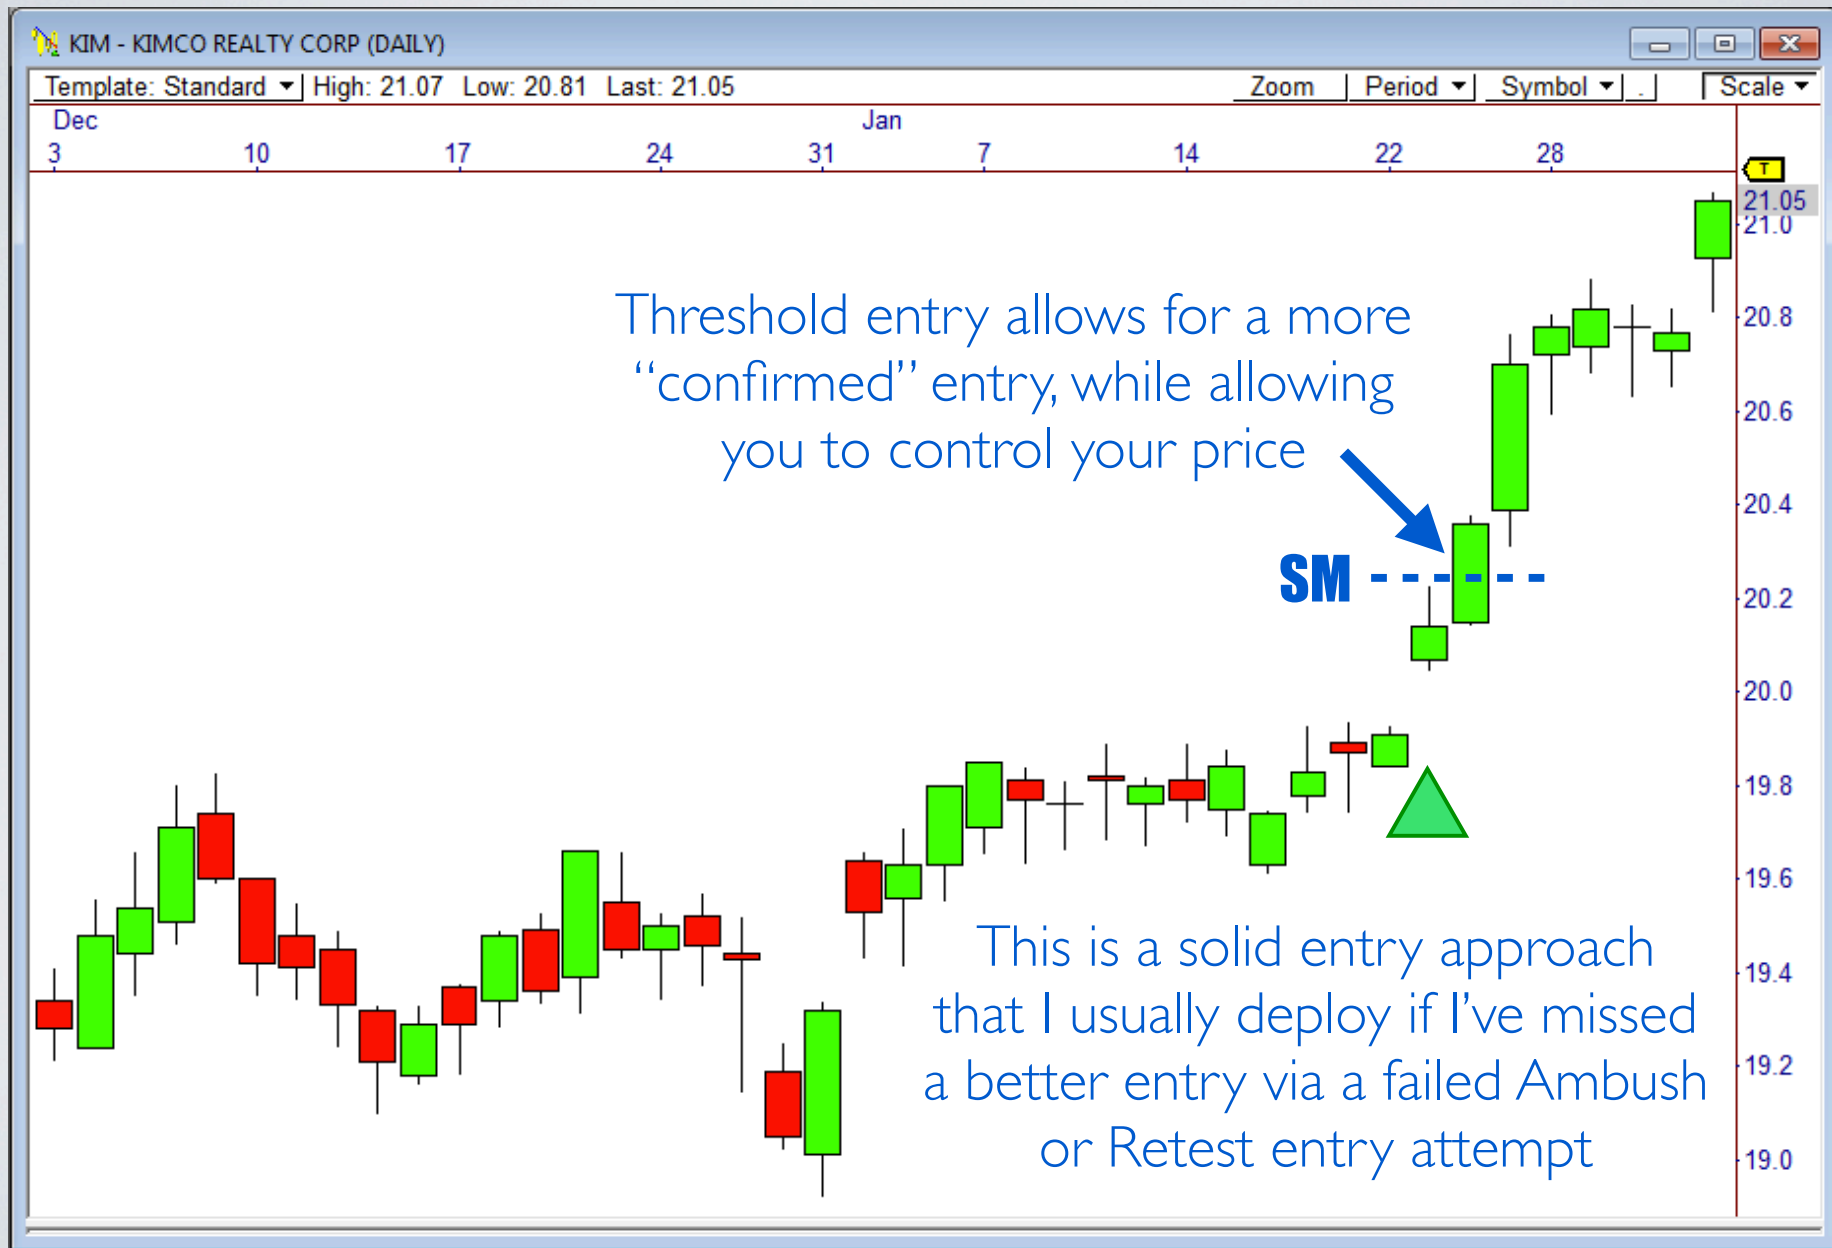 KIM - KIMCO REALTY CORP (DAILY)
Template: Standard High: 21.07 Low: 20.81 Last: 21.05 Zoom Period Symbol . Scale
Dec Jan
3 10 17 24 31 7 14 22 28
T
21.05
21.0
Threshold entry allows for a more
“confirmed” entry, while allowing
you to control your price
20.8
20.6
20.4
SM
20.2
20.0
19.8
19.6
This is a solid entry approach
that I usually deploy if I’ve missed
a better entry via a failed Ambush
or Retest entry attempt
19.4
19.2
19.0